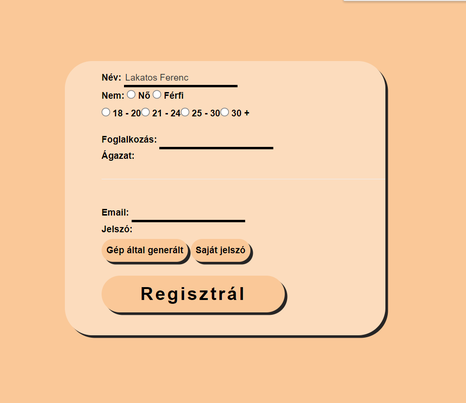 Név: Lakatos Ferenc
Nem: Nő Férfi
18 - 20 21 - 24 25 - 30 30 +
Foglalkozás:
Ágazat:
Email:
Jelszó:
Gép által generált Saját jelszó
Regisztrál